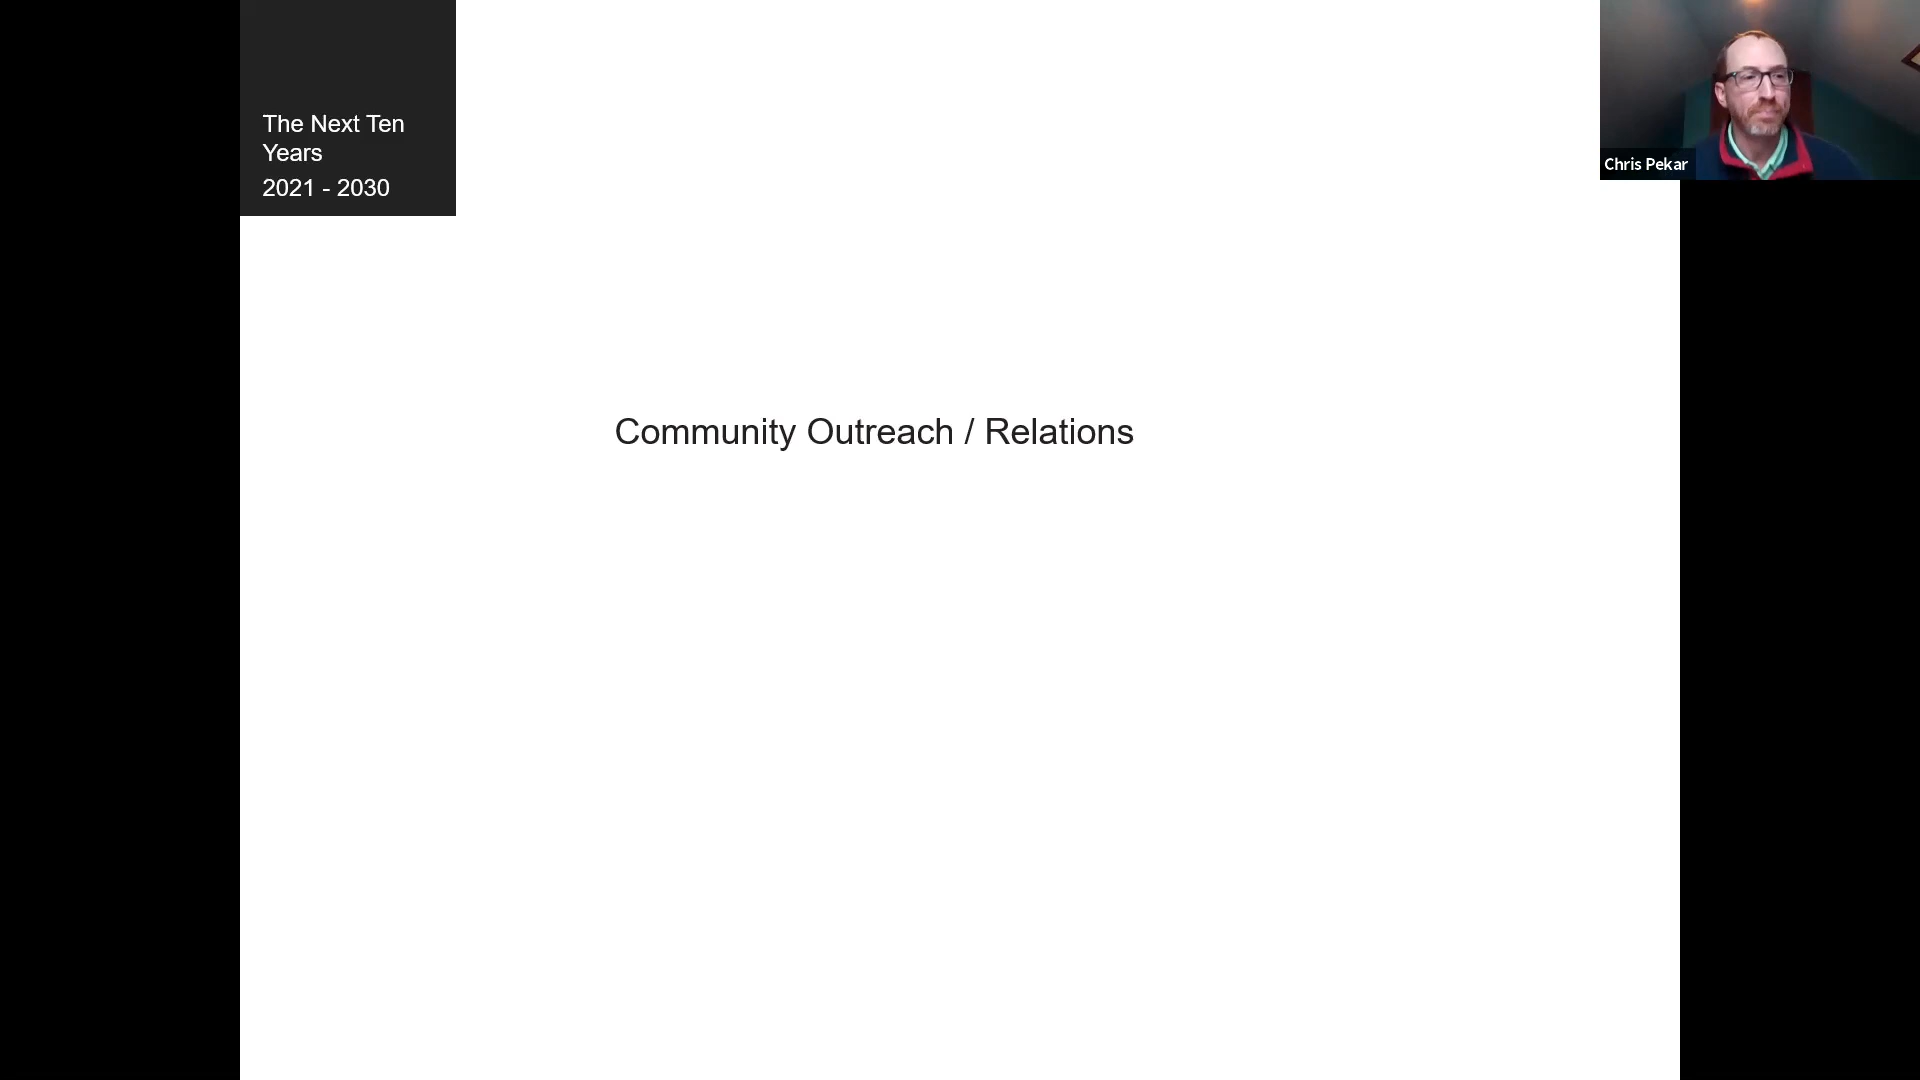 The Next Ten
Years
2021 - 2030
Chris Pekar
Community Outreach / Relations